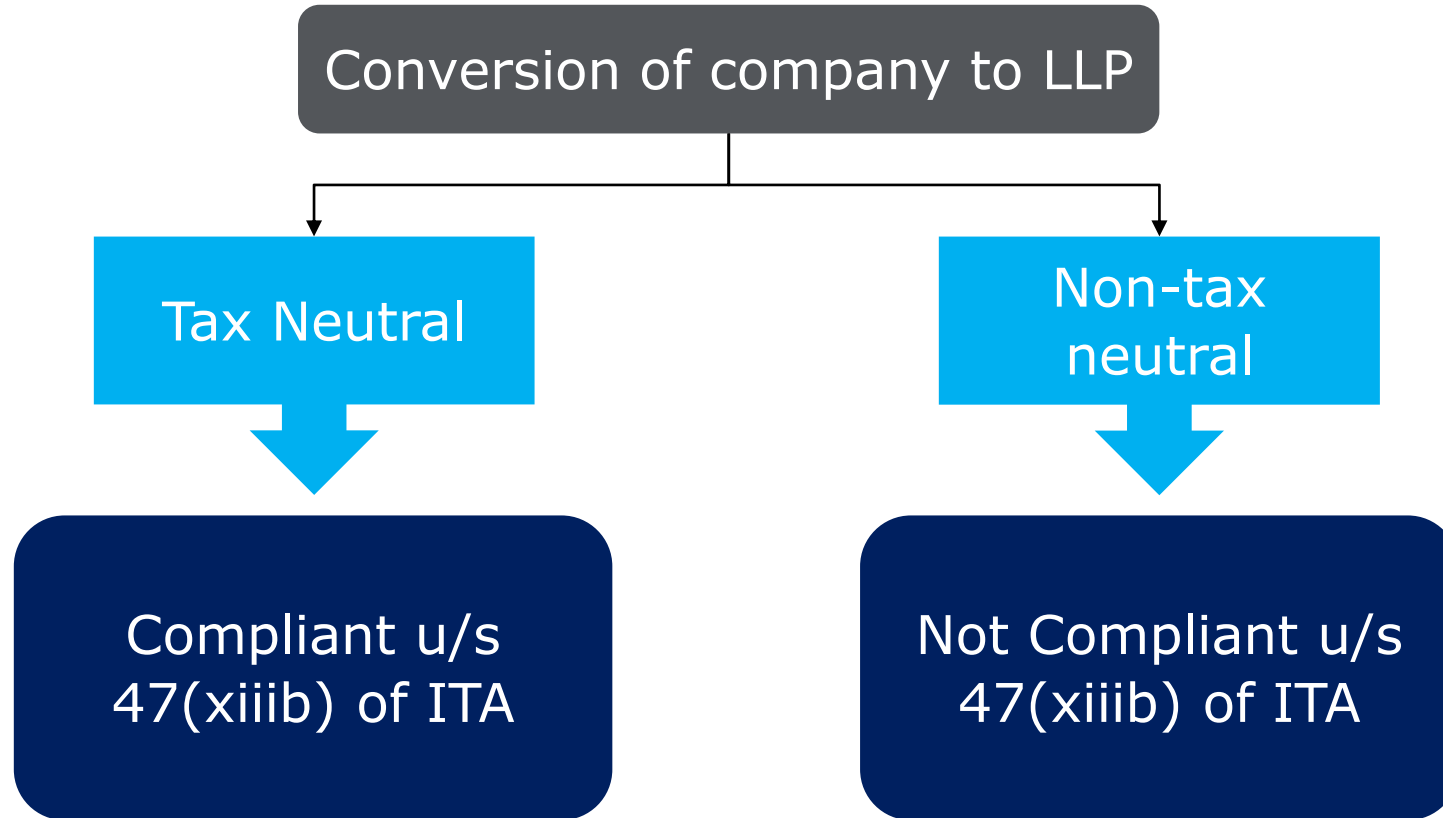 Conversion of company to LLP
Tax Neutral
Non-tax
neutral
Compliant u/s
47(xiiib) of ITA
Not Compliant u/s
47(xiiib) of ITA